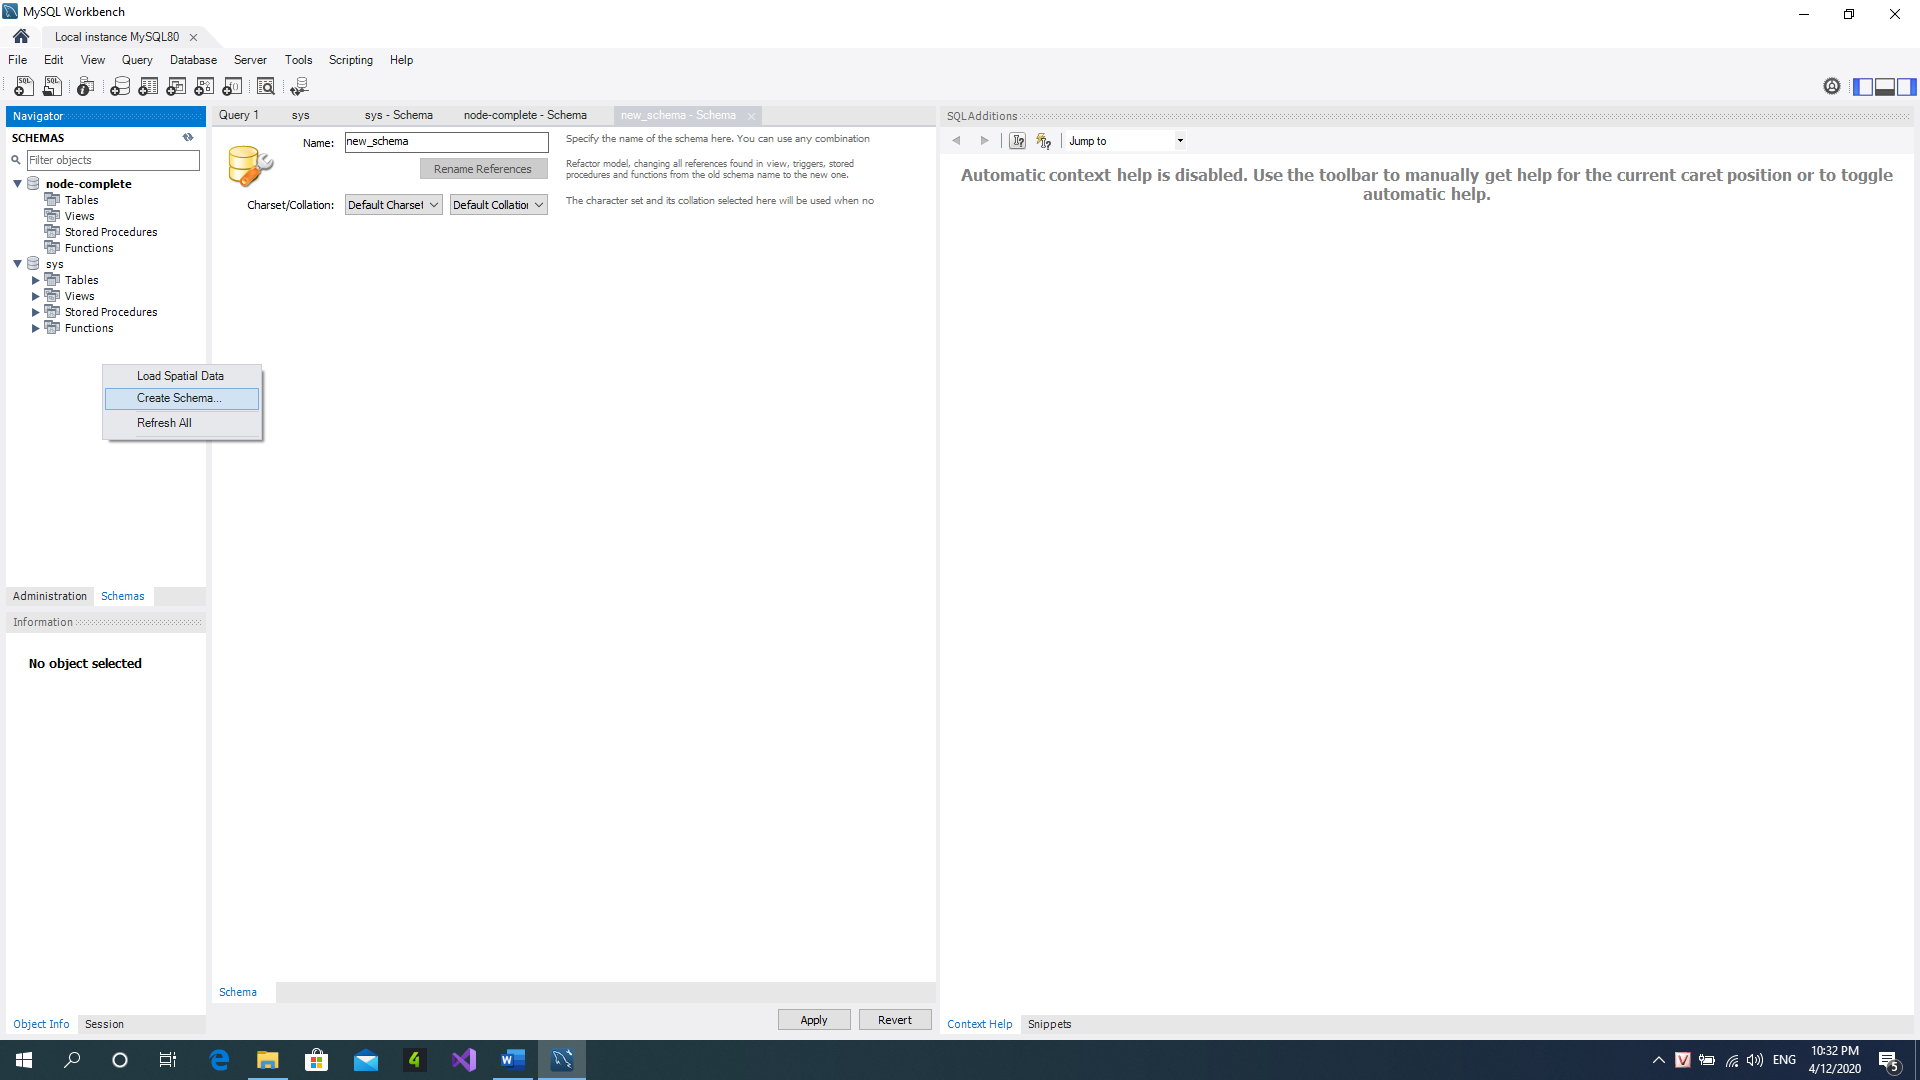 MySQL Workbench
Local instance MySQL80
File Edit View Query Database Server Tools Scripting Help
Navigator
SCHEMAS
Filter objects
node-complete
Tables
Views
Stored Procedures
Functions
sys
Tables
Views
Stored Procedures
Functions
Load Spatial Data
Create Schema...
Refresh All
Administration Schemas
Information
No object selected
Object Info Session
Query 1 sys sys - Schema node-complete - Schema new_schema - Schema
Name: new_schema
Specify the name of the schema here. You can use any combination
Rename References
Refactor model, changing all references found in view, triggers, stored
procedures and functions from the old schema name to the new one.
Charset/Collation: Default Charset Default Collation
The character set and its collation selected here will be used when no
Schema
Apply Revert
SQLAdditions
Jump to
Automatic context help is disabled. Use the toolbar to manually get help for the current caret position or to toggle
automatic help.
Context Help Snippets
ENG
10:32 PM
4/12/2020
5